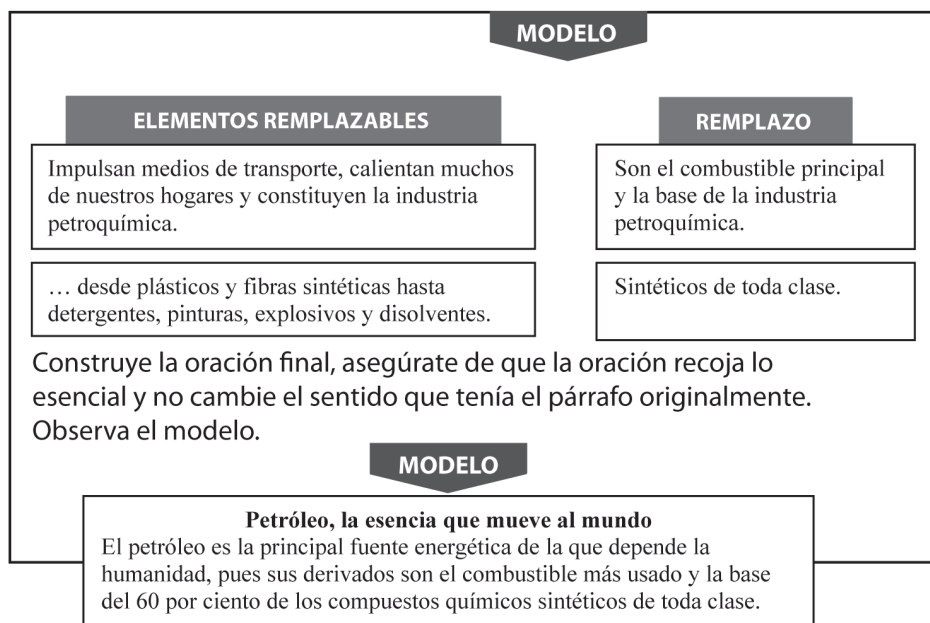 MODELO
ELEMENTOS REMPLAZABLES
Impulsan medios de transporte, calientan muchos
de nuestros hogares y constituyen la industria
petroquímica.
… desde plásticos y fibras sintéticas hasta
detergentes, pinturas, explosivos y disolventes.
REMPLAZO
Son el combustible principal
y la base de la industria
petroquímica.
Sintéticos de toda clase.
Construye la oración final, asegúrate de que la oración recoja lo
esencial y no cambie el sentido que tenía el párrafo originalmente.
Observa el modelo.
MODELO
Petróleo, la esencia que mueve al mundo
El petróleo es la principal fuente energética de la que depende la
humanidad, pues sus derivados son el combustible más usado y la base
del 60 por ciento de los compuestos químicos sintéticos de toda clase.